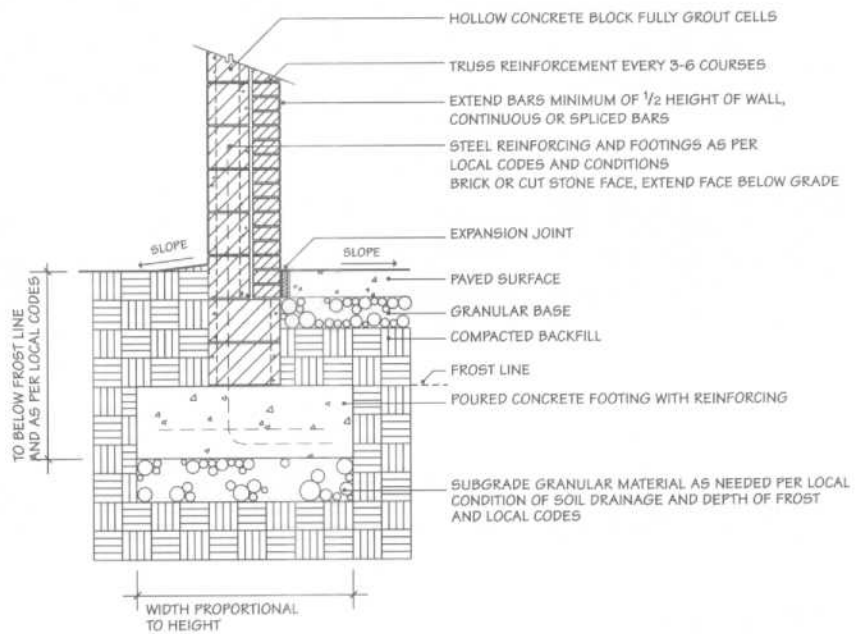 HOLLOW CONCRETE BLOCK FULLY GROUT CELLS
TRUSS REINFORCEMENT EVERY 3-6 COURSES
EXTEND BARS MINIMUM OF 1/2 HEIGHT OF WALL,
CONTINUOUS OR SPLICED BARS
STEEL REINFORCING AND FOOTINGS AS PER
LOCAL CODES AND CONDITIONS
BRICK OR CUT STONE FACE, EXTEND FACE BELOW GRADE
EXPANSION JOINT
SLOPE
SLOPE
PAVED SURFACE
GRANULAR BASE
COMPACTED BACKFILL
FROST LINE
POURED CONCRETE FOOTING WITH REINFORCING
TO BELOW FROST LINE
AND AS PER LOCAL CODES
SUBGRADE GRANULAR MATERIAL AS NEEDED PER LOCAL
CONDITION OF SOIL DRAINAGE AND DEPTH OF FROST
AND LOCAL CODES
WIDTH PROPORTIONAL
TO HEIGHT